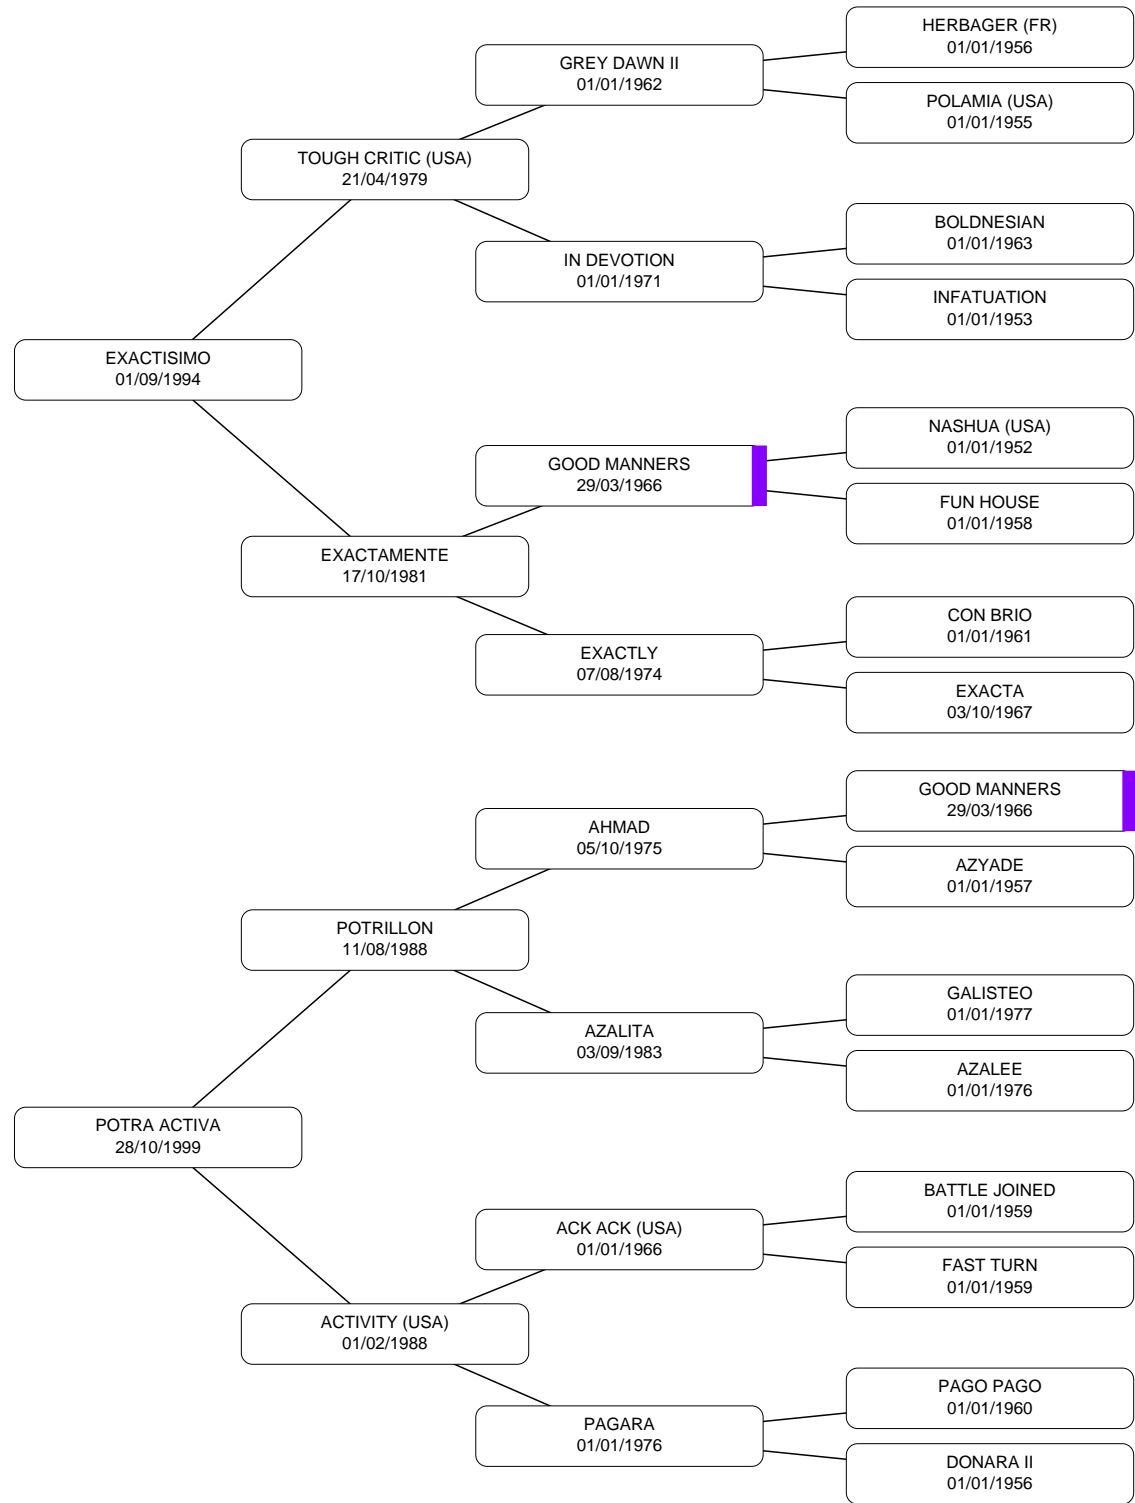 HERBAGER (FR)
01/01/1956
GREY DAWN II
01/01/1962
POLAMIA (USA)
01/01/1955
TOUGH CRITIC (USA)
21/04/1979
BOLDNESIAN
01/01/1963
IN DEVOTION
01/01/1971
INFATUATION
01/01/1953
EXACTISIMO
01/09/1994
NASHUA (USA)
01/01/1952
GOOD MANNERS
29/03/1966
FUN HOUSE
01/01/1958
EXACTAMENTE
17/10/1981
CON BRIO
01/01/1961
EXACTLY
07/08/1974
EXACTA
03/10/1967
GOOD MANNERS
29/03/1966
AHMAD
05/10/1975
AZYADE
01/01/1957
POTRILLON
11/08/1988
GALISTEO
01/01/1977
AZALITA
03/09/1983
AZALEE
01/01/1976
POTRA ACTIVA
28/10/1999
BATTLE JOINED
01/01/1959
ACK ACK (USA)
01/01/1966
FAST TURN
01/01/1959
ACTIVITY (USA)
01/02/1988
PAGO PAGO
01/01/1960
PAGARA
01/01/1976
DONARA II
01/01/1956